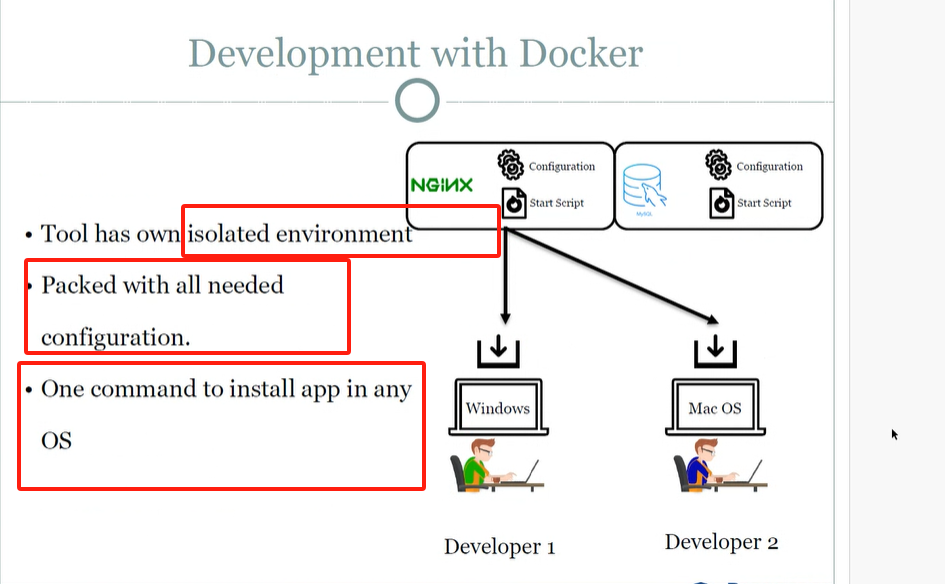 Development with Docker
NGINX
Configuration
Start Script
MySQL
Configuration
Start Script
• Tool has own isolated environment
• Packed with all needed
configuration.
• One command to install app in any
OS
Windows
Mac OS
Developer 1
Developer 2